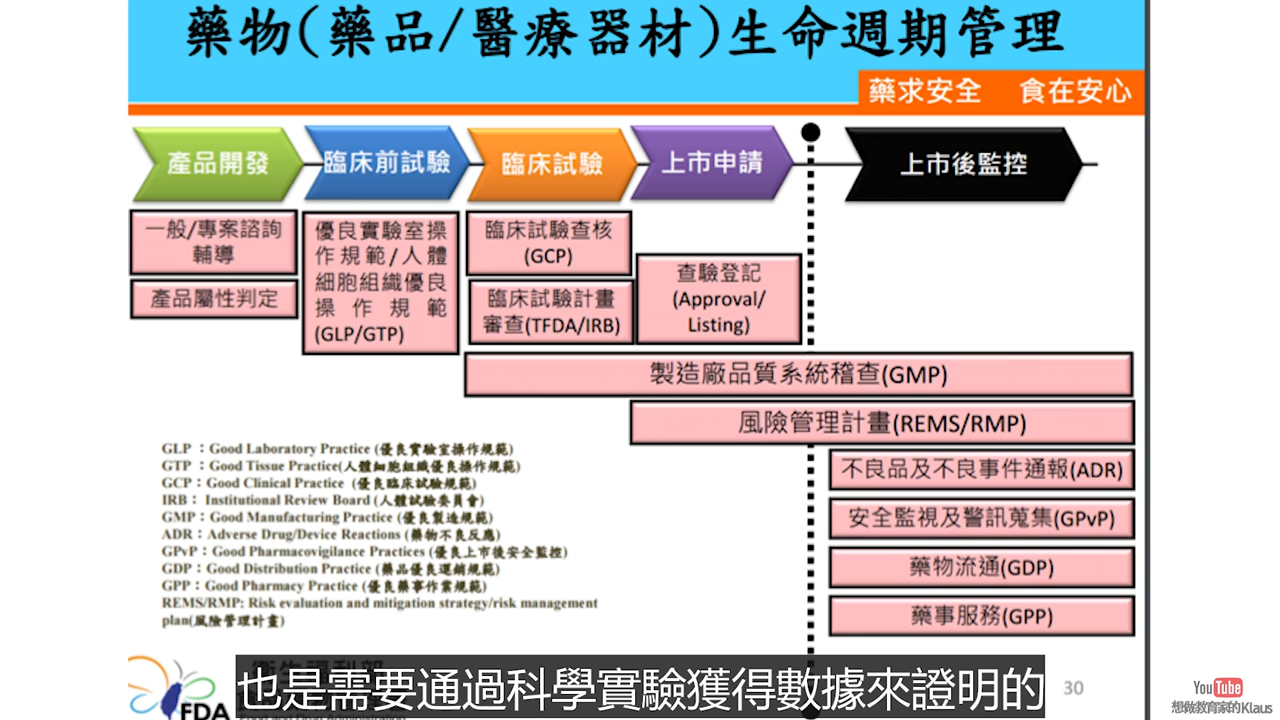 藥物(藥品/醫療器材)生命週期管理
藥求安全 食在安心
產品開發
臨床前試驗
臨床試驗
上市申請
上市後監控
一般/專案諮詢
輔導
產品屬性判定
優良實驗室操
作規範/人體
細胞組織優良
操作規範
(GLP/GTP)
臨床試驗查核
(GCP)
臨床試驗計畫
審查(TFDA/IRB)
查驗登記
(Approval/
Listing)
製造廠品質系統稽查(GMP)
風險管理計畫(REMS/RMP)
不良品及不良事件通報(ADR)
安全監視及警訊蒐集(GPvP)
藥物流通(GDP)
藥事服務(GPP)
GLP：Good Laboratory Practice (優良實驗室操作規範)
GTP：Good Tissue Practice(人體細胞組織優良操作規範)
GCP：Good Clinical Practice (優良臨床試驗規範)
IRB： Institutional Review Board (人體試驗委員會)
GMP：Good Manufacturing Practice (優良製造規範)
ADR：Adverse Drug/Device Reactions (藥物不良反應)
GPvP：Good Pharmacovigilance Practices (優良上市後安全監控)
GDP：Good Distribution Practice (藥品優良運銷規範)
GPP：Good Pharmacy Practice (優良藥事作業規範)
REMS/RMP: Risk evaluation and mitigation strategy/risk management
plan(風險管理計畫)
FDA
也是需要通過科學實驗獲得數據來證明的
30
YouTube
想做教育家的Klaus